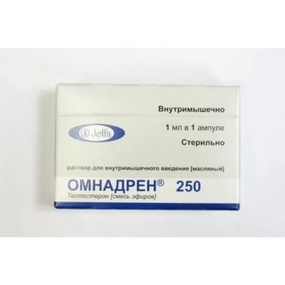 Внутримышечно
Jelfa
1 мл в 1 ампуле
Стерильно
раствор для внутримышечного введения [масляный]
ОМНАДРЕН® 250
Тестостерон [смесь эфиров]